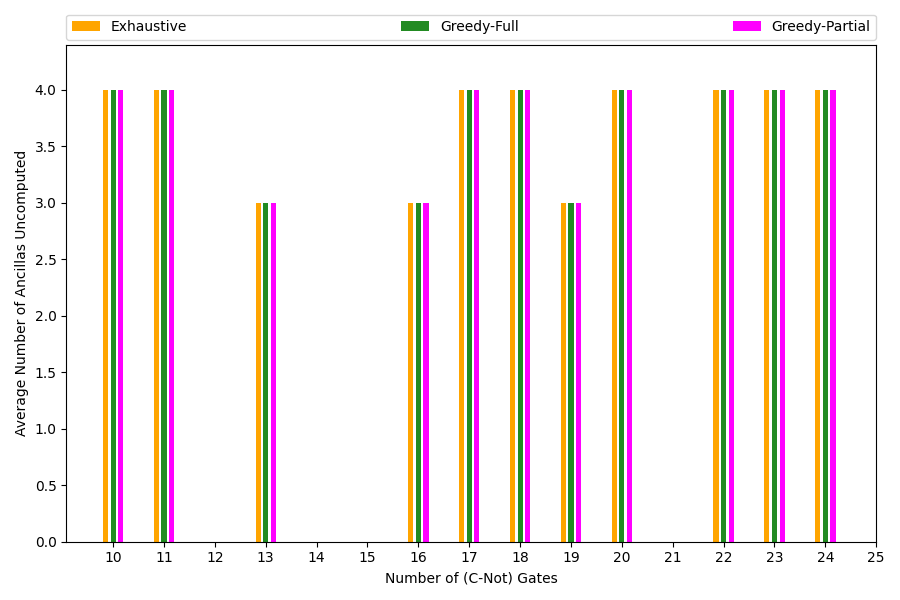 Exhaustive Greedy-Full Greedy-Partial
Average Number of Ancillas Uncomputed
4.0
3.5
3.0
2.5
2.0
1.5
1.0
0.5
0.0
10 11 12 13 14 15 16 17 18 19 20 21 22 23 24 25
Number of (C-Not) Gates